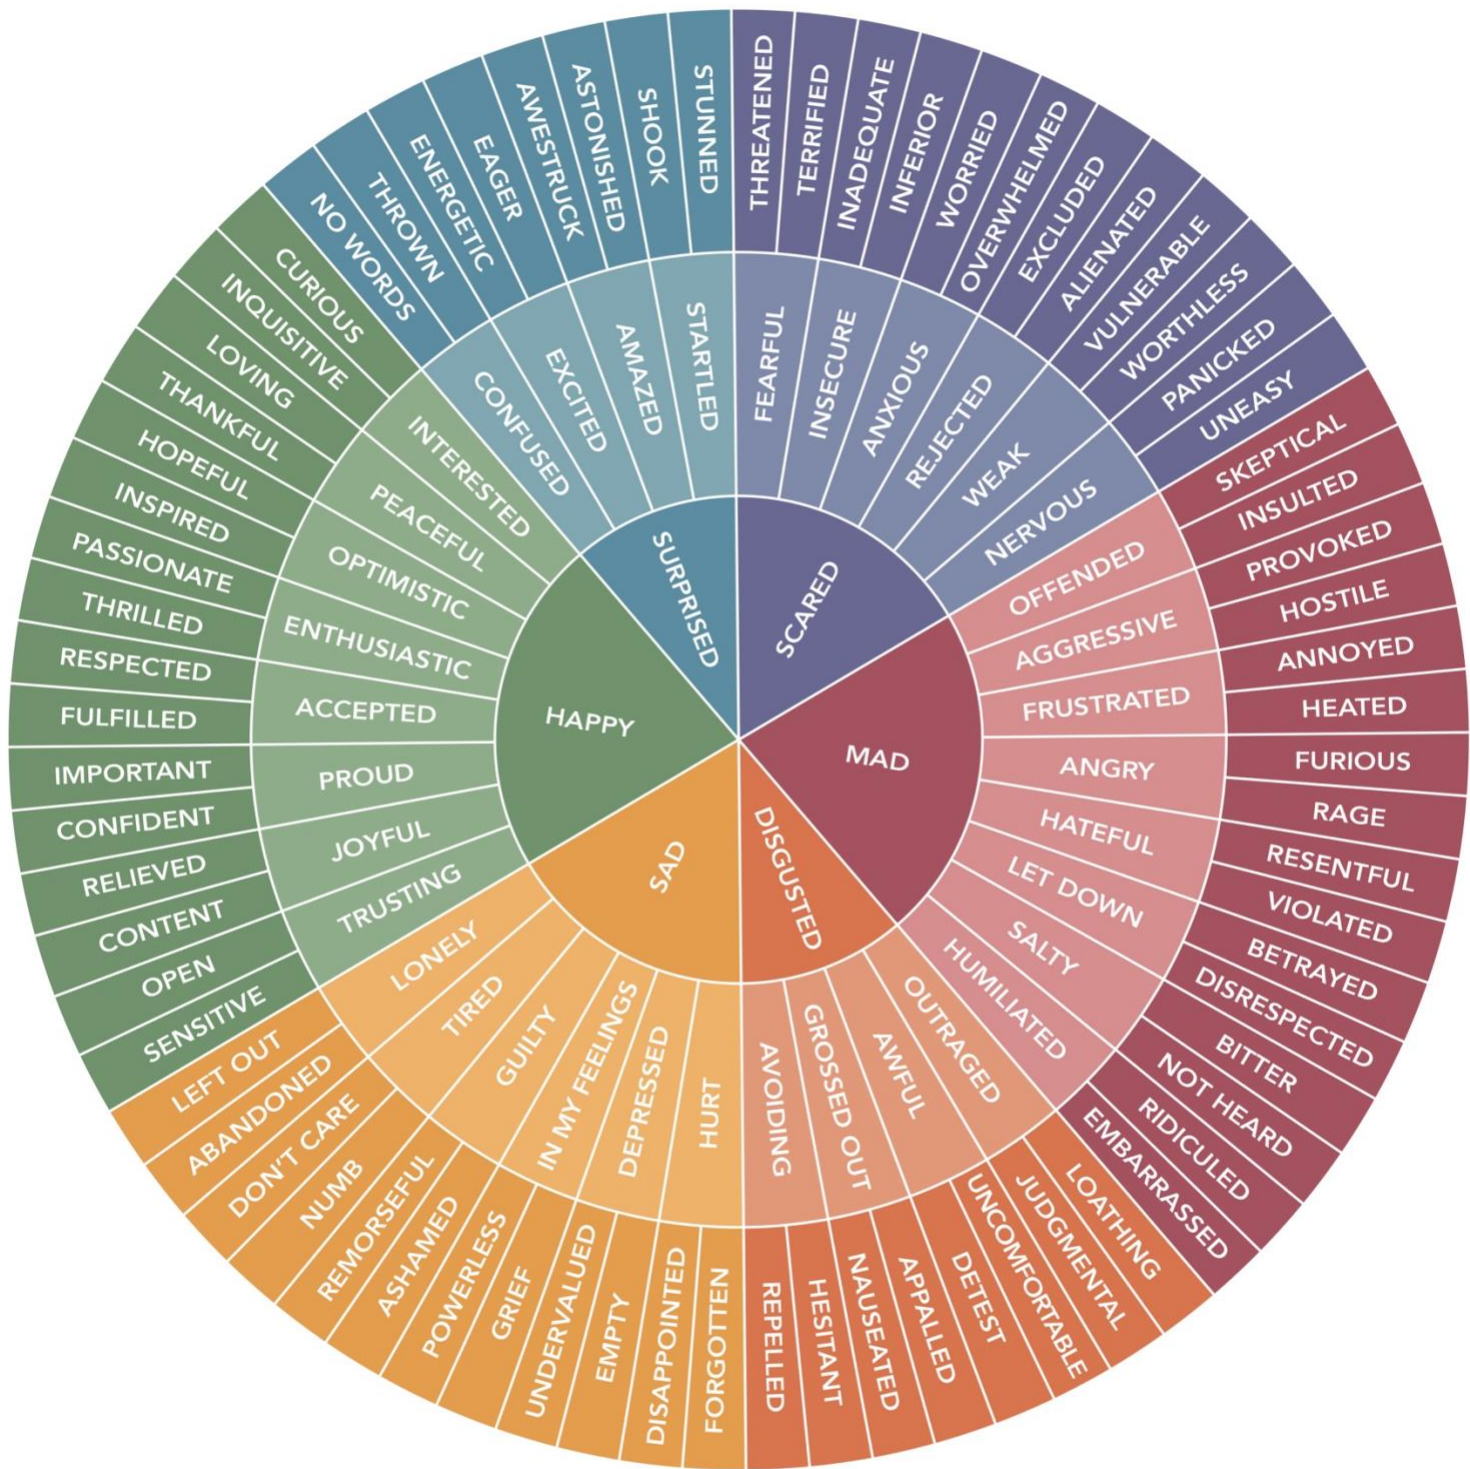 SURPRISED
SCARED
MAD
DISGUSTED
SAD
HAPPY
STARTLED
AMAZED
EXCITED
CONFUSED
FEARFUL
INSECURE
ANXIOUS
REJECTED
WEAK
NERVOUS
OFFENDED
AGGRESSIVE
FRUSTRATED
ANGRY
HATEFUL
LET DOWN
SALTY
HUMILIATED
OUTRAGED
AWFUL
GROSSED OUT
AVOIDING
HURT
DEPRESSED
IN MY FEELINGS
GUILTY
TIRED
LONELY
TRUSTING
JOYFUL
PROUD
ACCEPTED
ENTHUSIASTIC
OPTIMISTIC
PEACEFUL
INTERESTED
THREATENED
TERRIFIED
INADEQUATE
INFERIOR
WORRIED
OVERWHELMED
EXCLUDED
ALIENATED
VULNERABLE
WORTHLESS
PANICKED
UNEASY
SKEPTICAL
INSULTED
PROVOKED
HOSTILE
ANNOYED
HEATED
FURIOUS
RAGE
RESENTFUL
VIOLATED
BETRAYED
DISRESPECTED
BITTER
NOT HEARD
RIDICULED
EMBARRASSED
LOATHING
JUDGMENTAL
UNCOMFORTABLE
DETEST
APPALLED
NAUSEATED
HESITANT
REPELLED
FORGOTTEN
DISAPPOINTED
EMPTY
UNDERVALUED
GRIEF
POWERLESS
ASHAMED
REMORSEFUL
NUMB
DON'T CARE
ABANDONED
LEFT OUT
SENSITIVE
OPEN
CONTENT
RELIEVED
CONFIDENT
IMPORTANT
FULFILLED
RESPECTED
THRILLED
PASSIONATE
INSPIRED
HOPEFUL
THANKFUL
LOVING
INQUISITIVE
CURIOUS
NO WORDS
THROWN
ENERGETIC
EAGER
AWESTRUCK
ASTONISHED
SHOOK
STUNNED